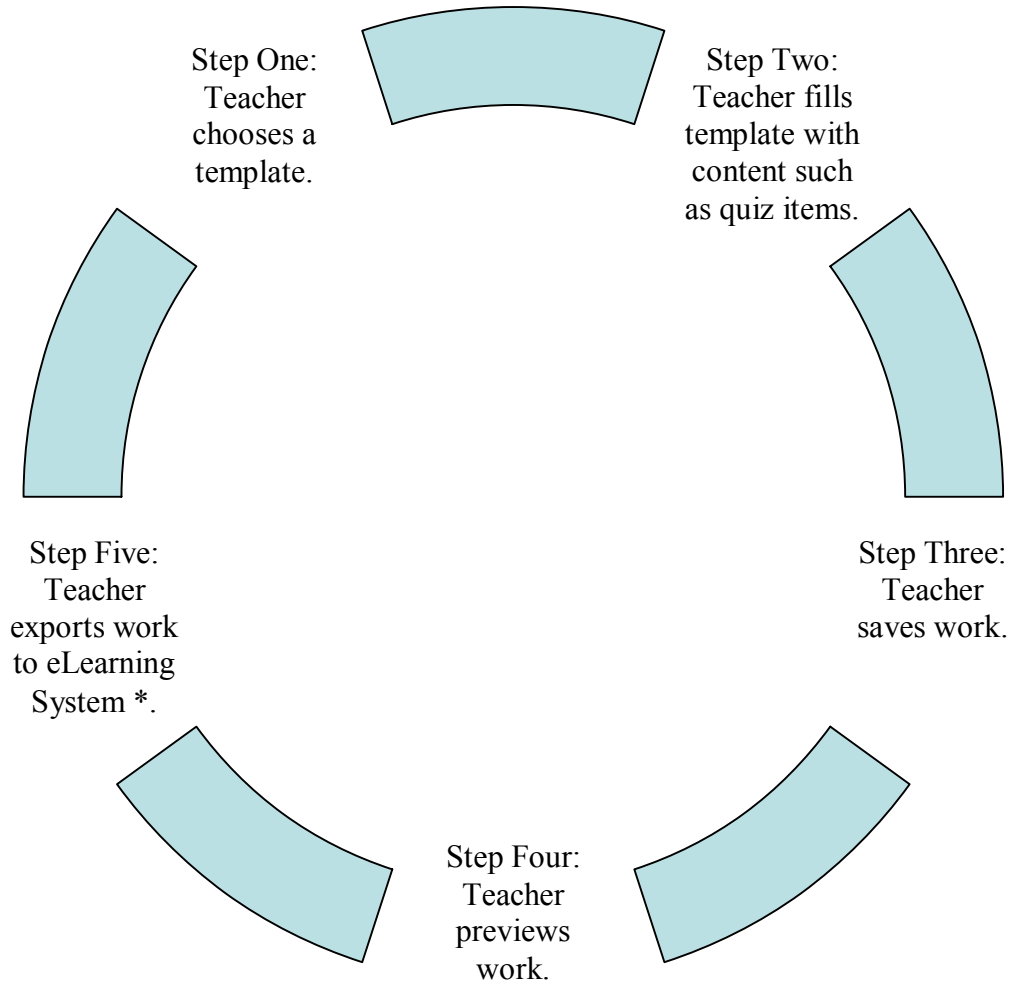 Step One:
Teacher
chooses a
template.
Step Two:
Teacher fills
template with
content such
as quiz items.
Step Three:
Teacher
saves work.
Step Four:
Teacher
previews
work.
Step Five:
Teacher
exports work
to eLearning
System *.